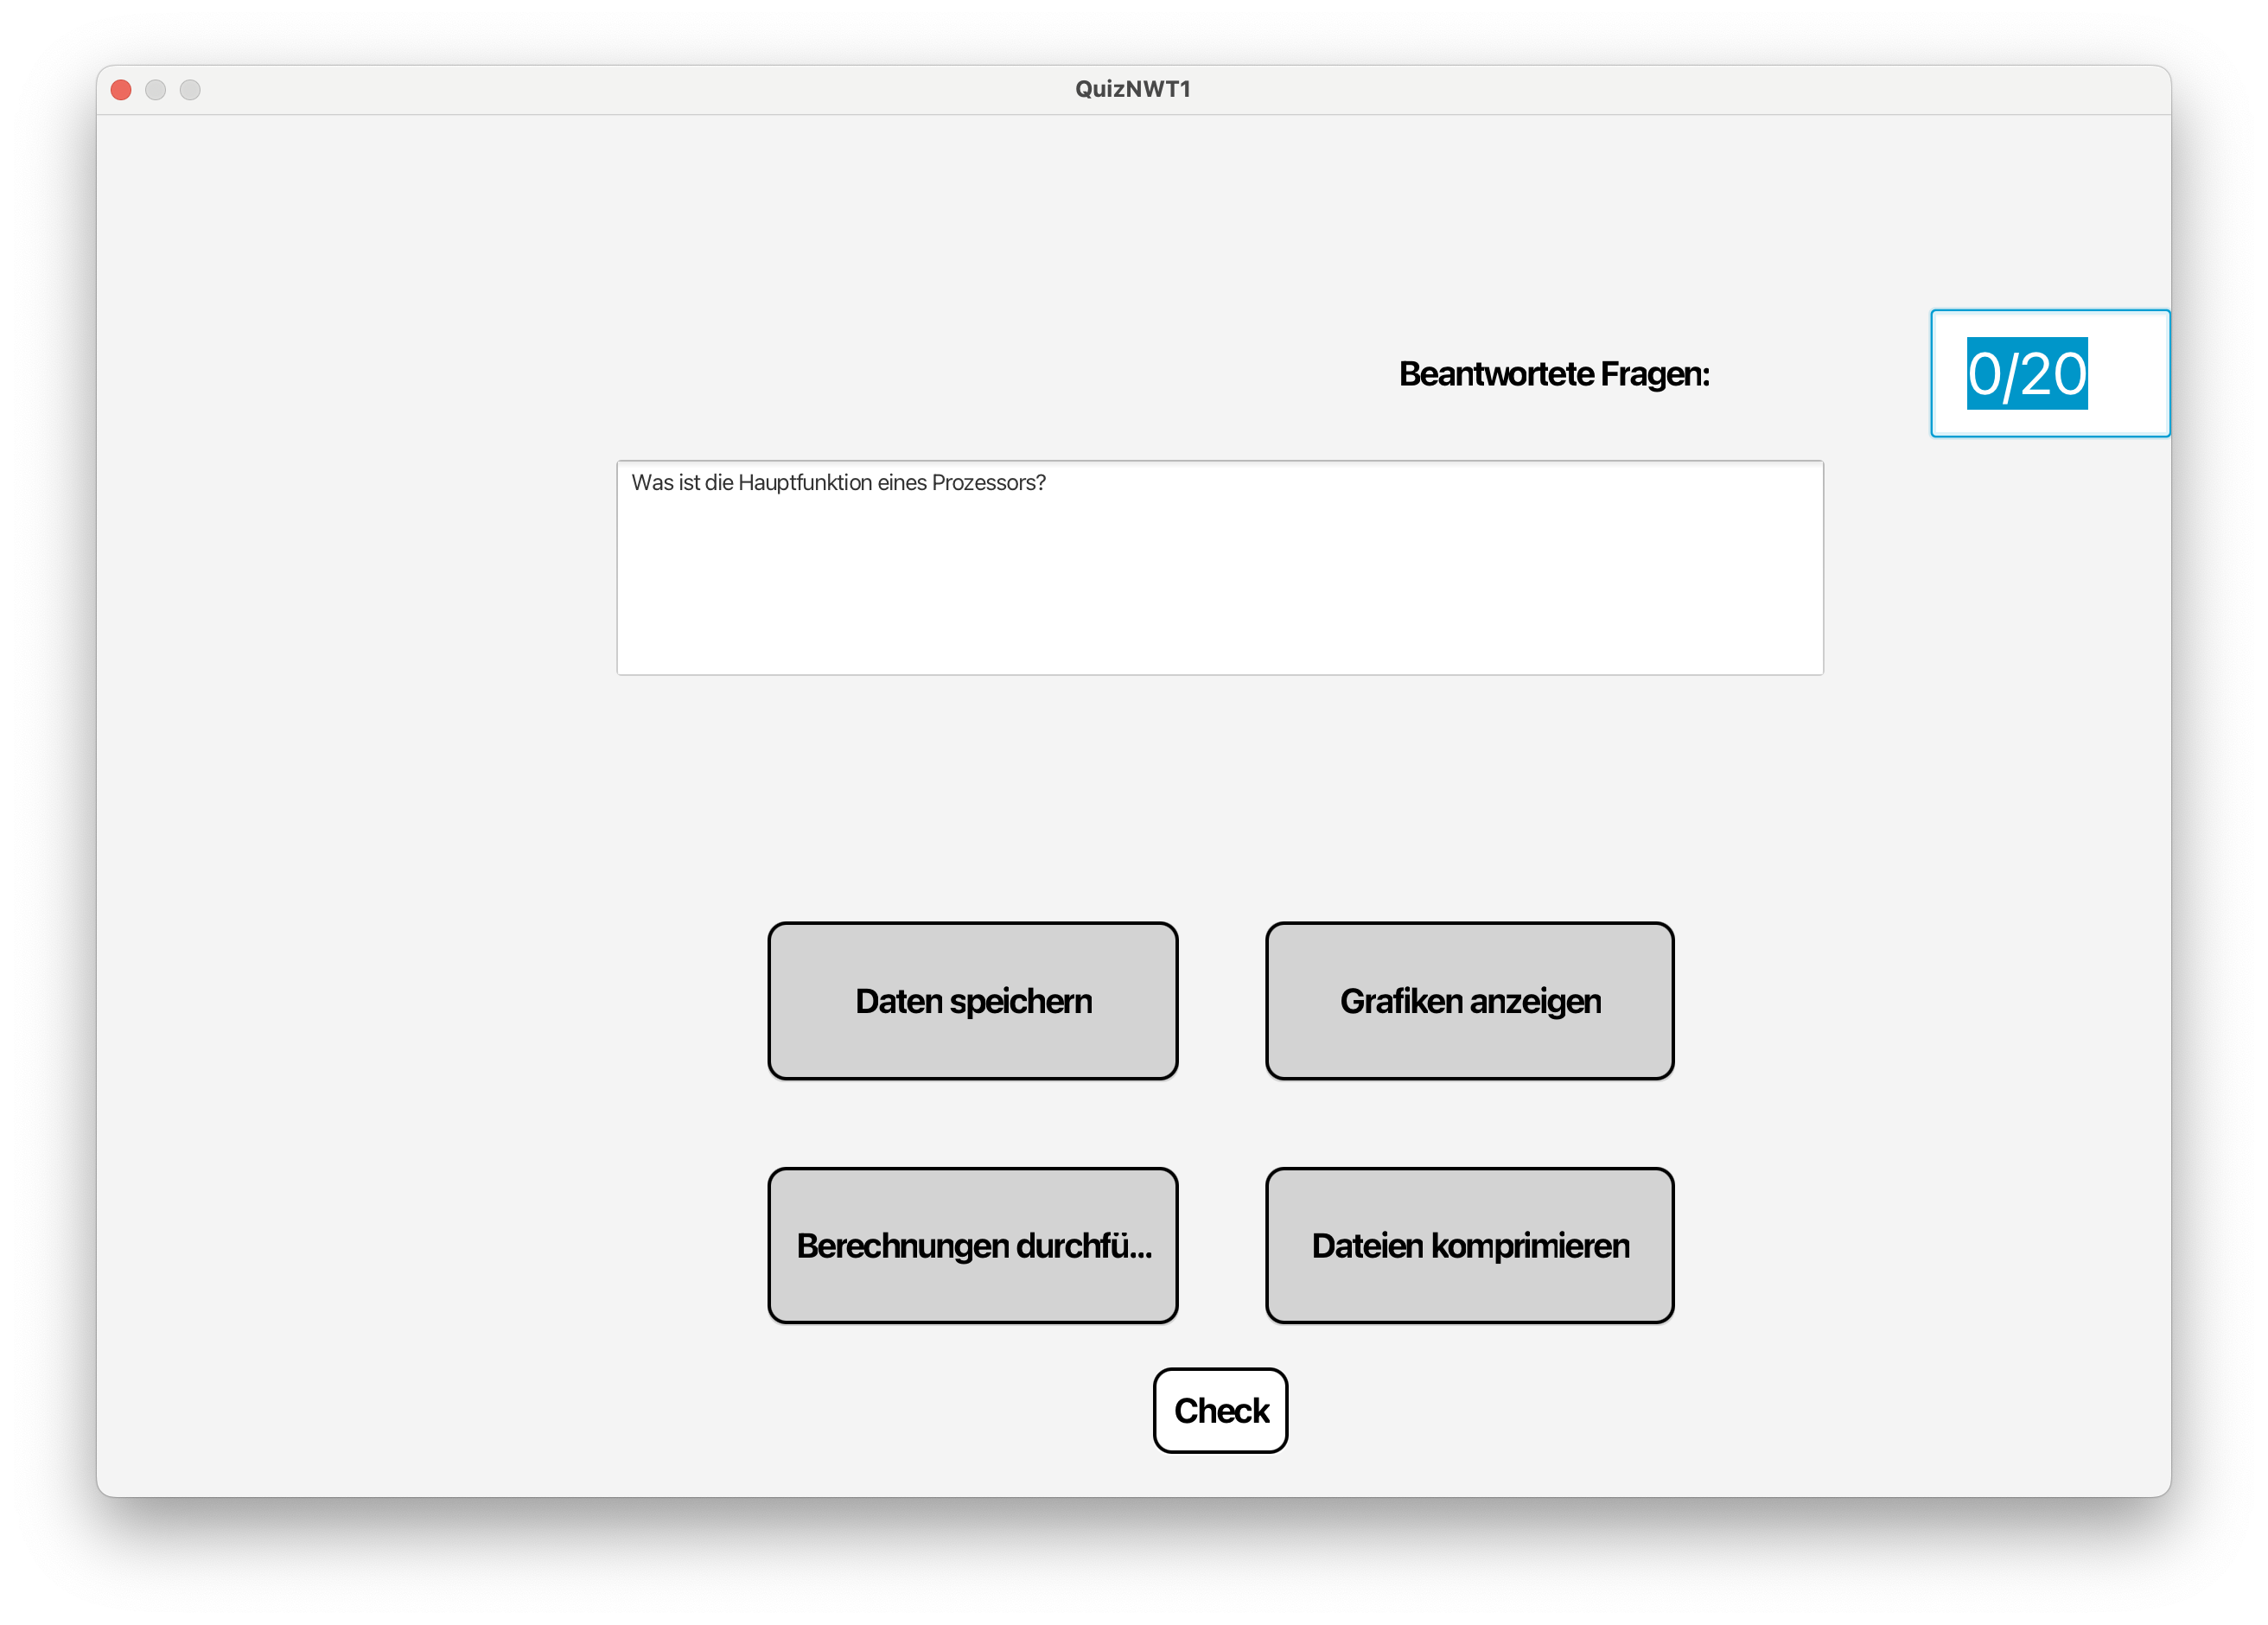 QuizNWT1
Beantwortete Fragen:
0/20
Was ist die Hauptfunktion eines Prozessors?
Daten speichern
Grafiken anzeigen
Berechnungen durchfü...
Dateien komprimieren
Check